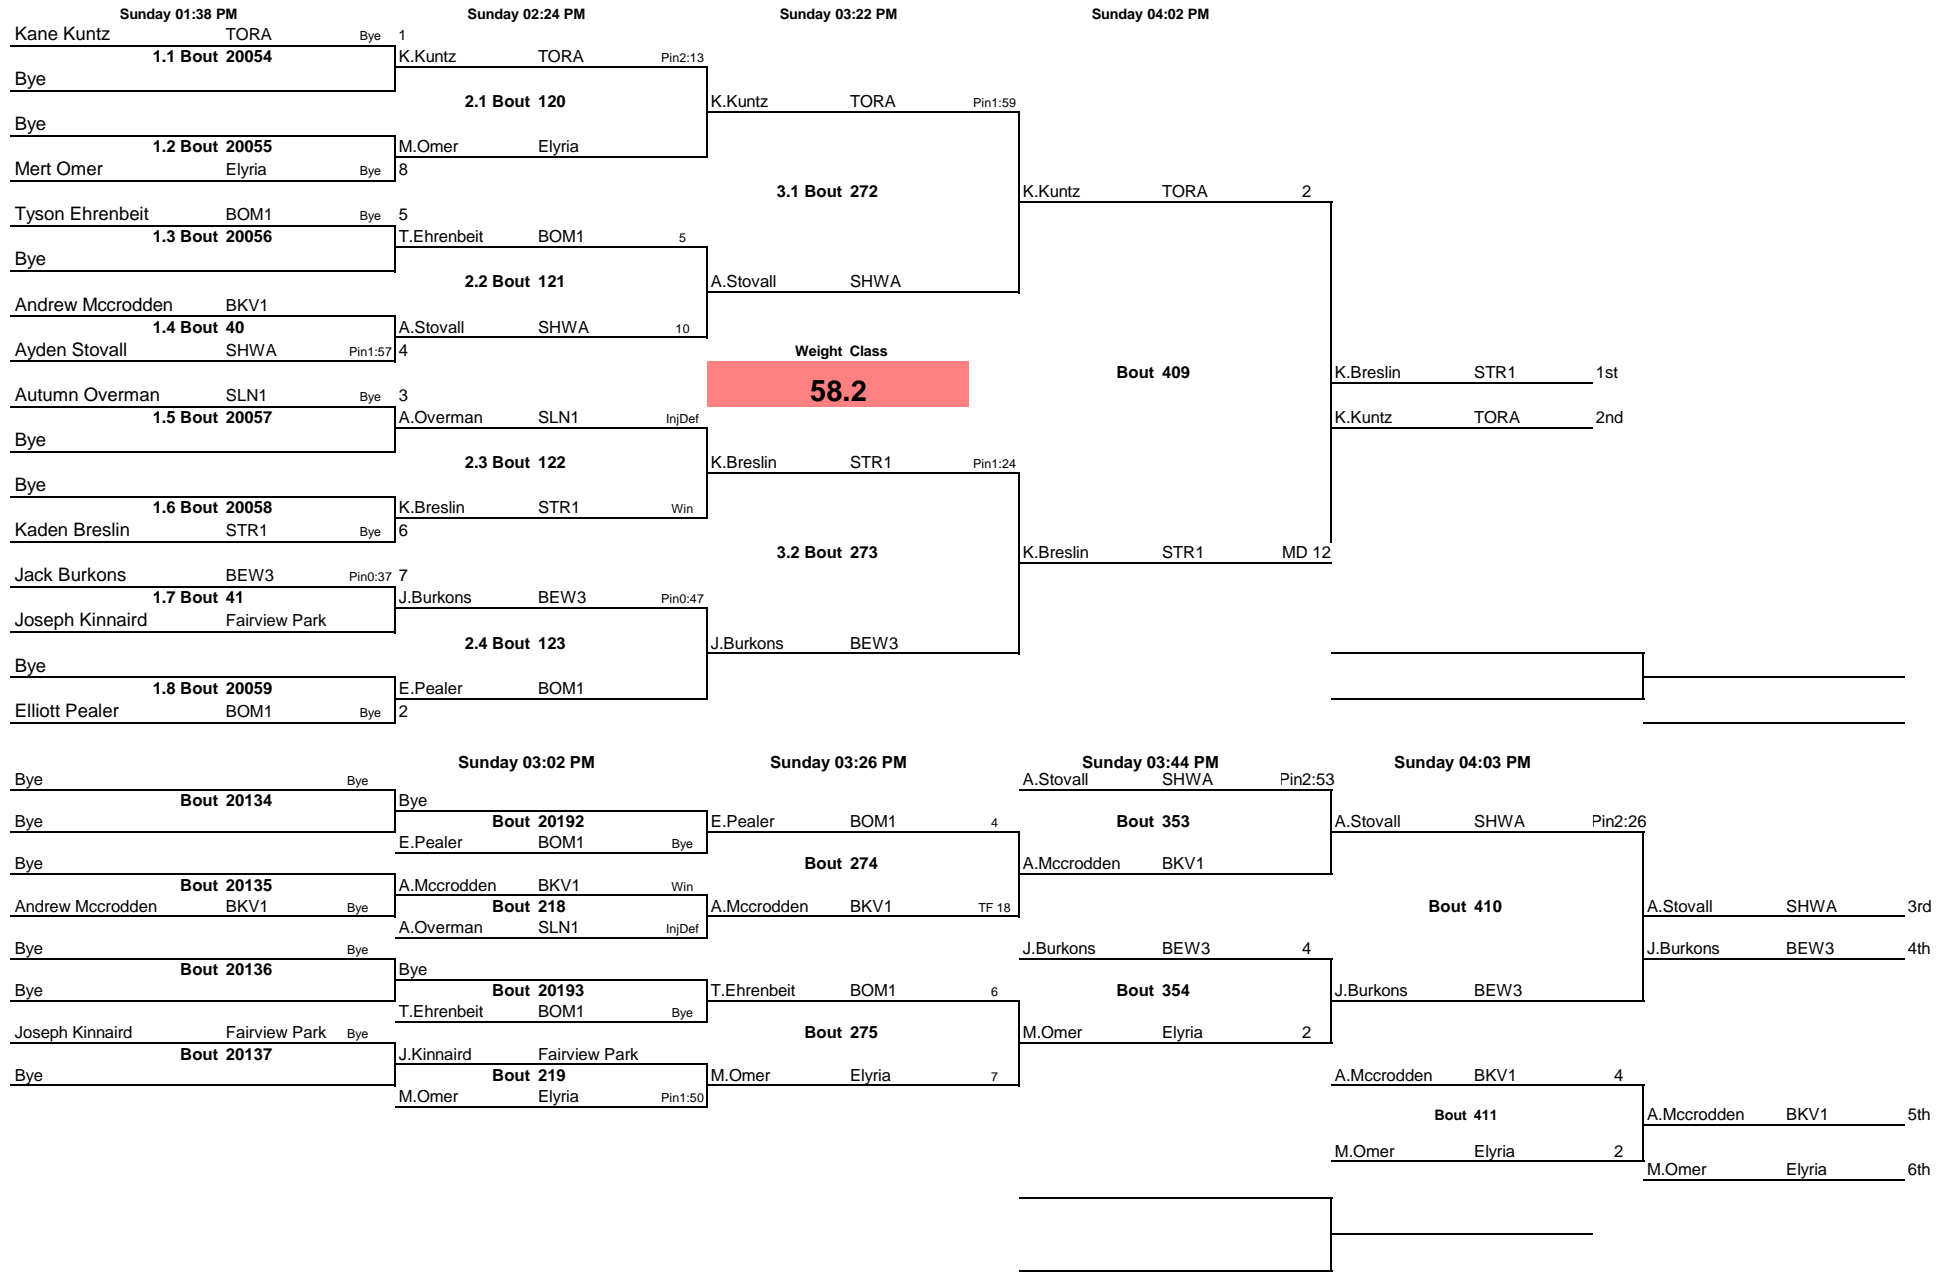 Sunday 01:38 PM Sunday 02:24 PM Sunday 03:22 PM Sunday 04:02 PM
Kane Kuntz TORA Bye 1
1.1 Bout 20054 K.Kuntz TORA Pin2:13
Bye
2.1 Bout 120 K.Kuntz TORA Pin1:59
Bye
1.2 Bout 20055 M.Omer Elyria
Mert Omer Elyria Bye 8
3.1 Bout 272 K.Kuntz TORA 2
Tyson Ehrenbeit BOM1 Bye 5
1.3 Bout 20056 T.Ehrenbeit BOM1 5
Bye
2.2 Bout 121 A.Stovall SHWA
Andrew Mccrodden BKV1
1.4 Bout 40 A.Stovall SHWA 10
Ayden Stovall SHWA Pin1:57 4 Weight Class
Bout 409 K.Breslin STR1 1st
58.2
Autumn Overman SLN1 Bye 3
1.5 Bout 20057 A.Overman SLN1 InjDef K.Kuntz TORA 2nd
Bye
2.3 Bout 122 K.Breslin STR1 Pin1:24
Bye
1.6 Bout 20058 K.Breslin STR1 Win
Kaden Breslin STR1 Bye 6
3.2 Bout 273 K.Breslin STR1 MD 12
Jack Burkons BEW3 Pin0:37 7
1.7 Bout 41 J.Burkons BEW3 Pin0:47
Joseph Kinnaird Fairview Park
2.4 Bout 123 J.Burkons BEW3
Bye
1.8 Bout 20059 E.Pealer BOM1
Elliott Pealer BOM1 Bye 2
Sunday 03:02 PM Sunday 03:26 PM Sunday 03:44 PM Sunday 04:03 PM
Bye Bye A.Stovall SHWA Pin2:53
Bout 20134 Bye
Bye Bout 20192 E.Pealer BOM1 4 Bout 353 A.Stovall SHWA Pin2:26
E.Pealer BOM1 Bye
Bye Bout 274 A.Mccrodden BKV1
Bout 20135 A.Mccrodden BKV1 Win
Andrew Mccrodden BKV1 Bye Bout 218 A.Mccrodden BKV1 TF 18 Bout 410 A.Stovall SHWA 3rd
A.Overman SLN1 InjDef
Bye Bye J.Burkons BEW3 4 J.Burkons BEW3 4th
Bout 20136 Bye
Bye Bout 20193 T.Ehrenbeit BOM1 6 Bout 354 J.Burkons BEW3
T.Ehrenbeit BOM1 Bye
Joseph Kinnaird Fairview Park Bye Bout 275 M.Omer Elyria 2
Bout 20137 J.Kinnaird Fairview Park
Bye Bout 219 M.Omer Elyria 7 A.Mccrodden BKV1 4
M.Omer Elyria Pin1:50
Bout 411 A.Mccrodden BKV1 5th
M.Omer Elyria 2
M.Omer Elyria 6th